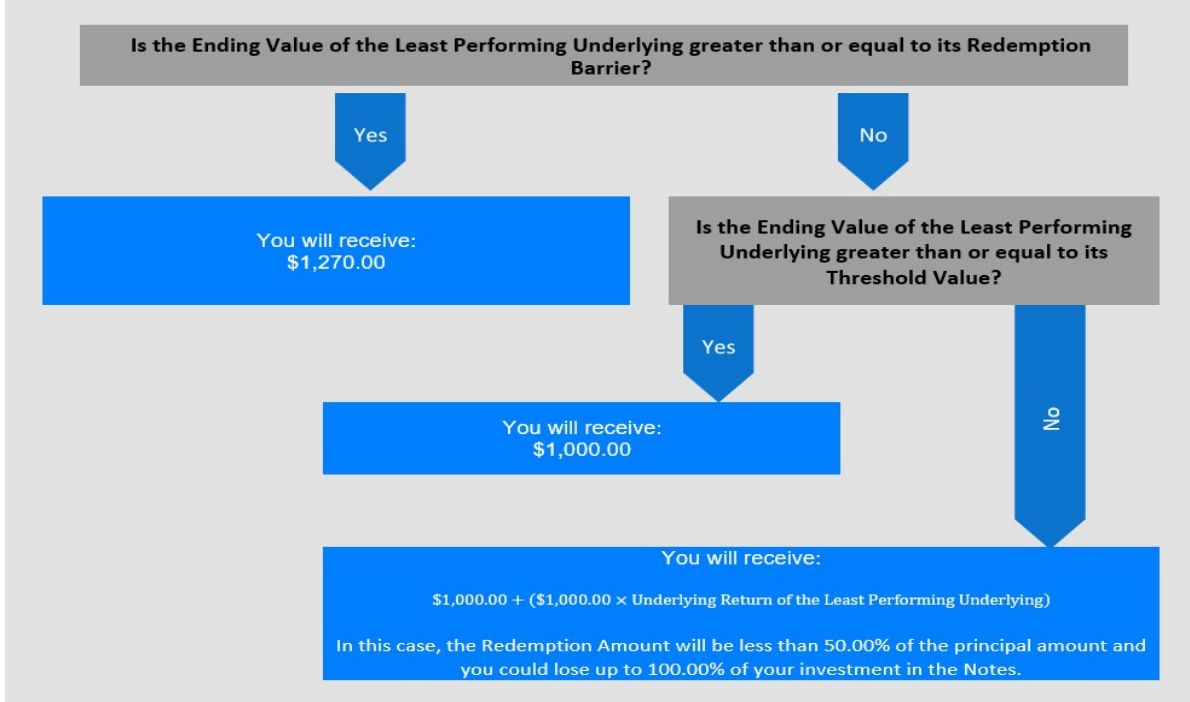 Is the Ending Value of the Least Performing Underlying greater than or equal to its Redemption
Barrier?
Yes
No
You will receive:
$1,270.00
Is the Ending Value of the Least Performing
Underlying greater than or equal to its
Threshold Value?
Yes
No
You will receive:
$1,000.00
You will receive:
$1,000.00 + ($1,000.00 × Underlying Return of the Least Performing Underlying)
In this case, the Redemption Amount will be less than 50.00% of the principal amount and
you could lose up to 100.00% of your investment in the Notes.